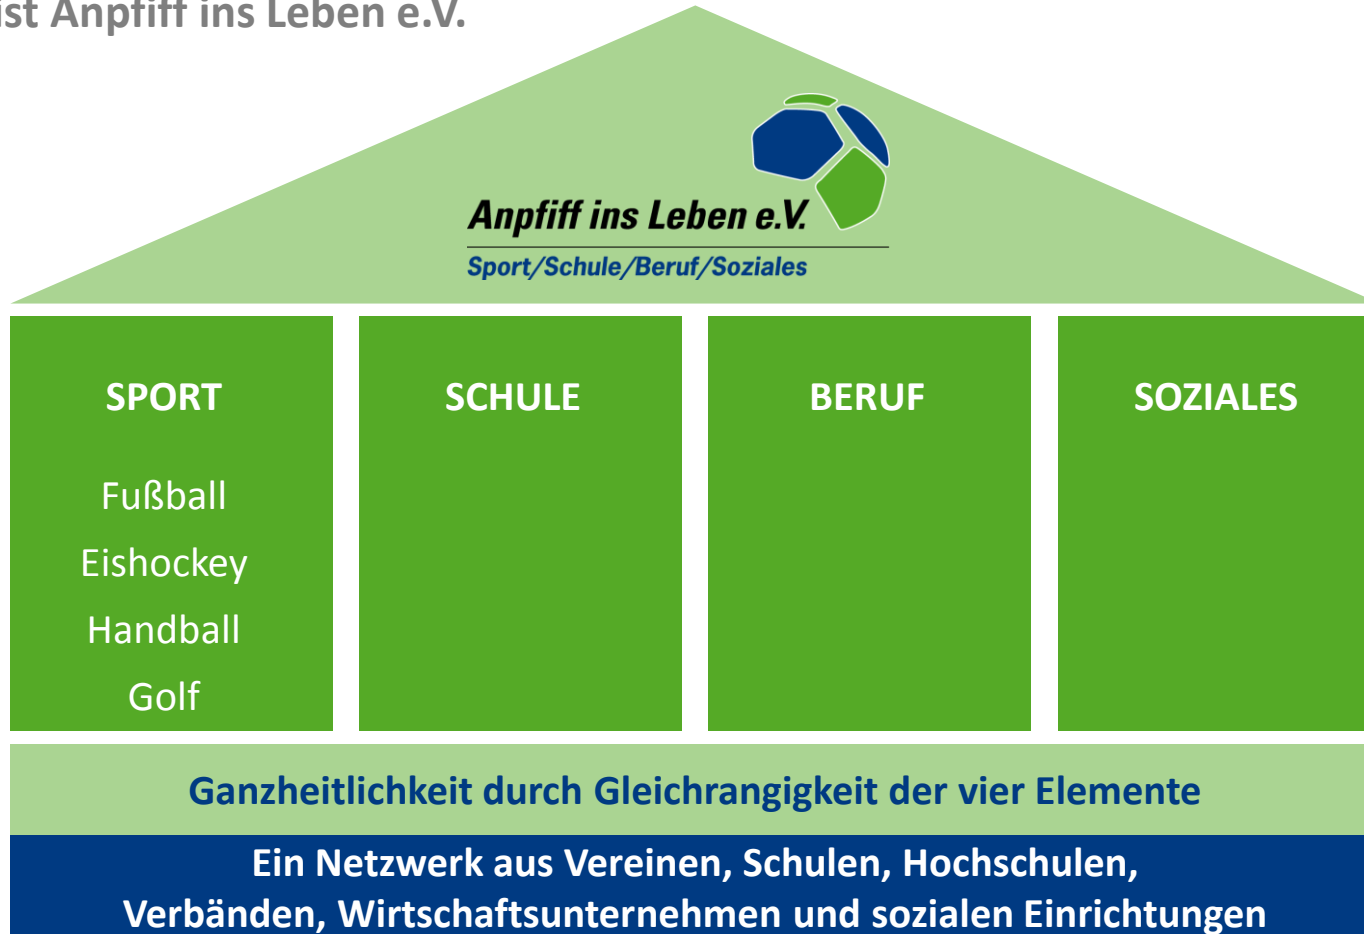 ist Anpfiff ins Leben e.V.
Anpfiff ins Leben e.V.
Sport/Schule/Beruf/Soziales
SPORT
Fußball
Eishockey
Handball
Golf
SCHULE
BERUF
SOZIALES
Ganzheitlichkeit durch Gleichrangigkeit der vier Elemente
Ein Netzwerk aus Vereinen, Schulen, Hochschulen,
Verbänden, Wirtschaftsunternehmen und sozialen Einrichtungen